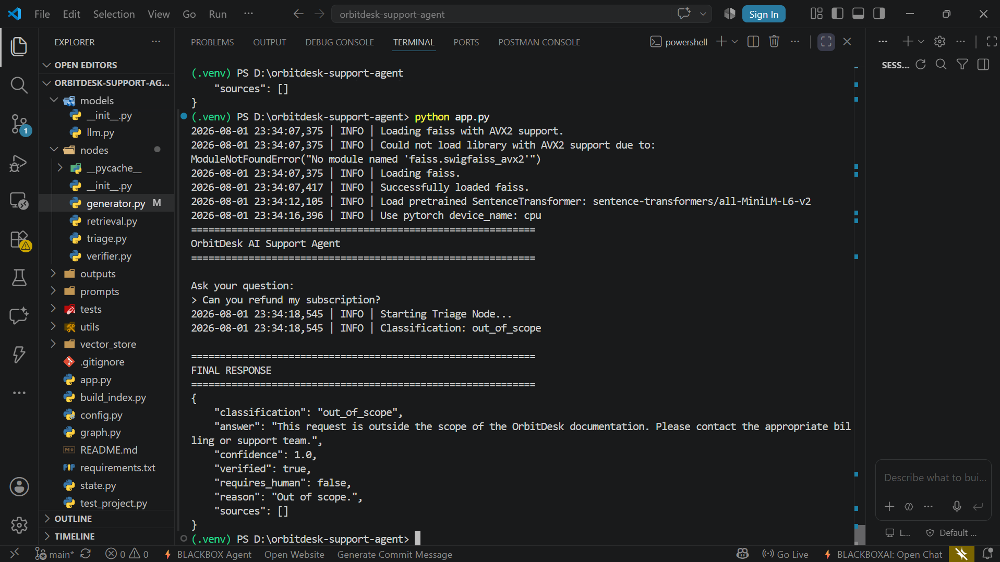 File Edit Selection View Go Run ···
orbitdesk-support-agent
Sign In
EXPLORER
OPEN EDITORS
ORBITDESK-SUPPORT-AG...
models
__init__.py
llm.py
nodes
__pycache__
__init__.py
generator.py M
retrieval.py
triage.py
verifier.py
outputs
prompts
tests
utils
vector_store
.gitignore
app.py
build_index.py
config.py
graph.py
README.md
requirements.txt
state.py
test_project.py
OUTLINE
TIMELINE
1
PROBLEMS OUTPUT DEBUG CONSOLE TERMINAL PORTS POSTMAN CONSOLE
powershell
(.venv) PS D:\orbitdesk-support-agent
"sources": []
}
(.venv) PS D:\orbitdesk-support-agent> python app.py
2026-08-01 23:34:07,375 | INFO | Loading faiss with AVX2 support.
2026-08-01 23:34:07,375 | INFO | Could not load library with AVX2 support due to:
ModuleNotFoundError("No module named 'faiss.swigfaiss_avx2'")
2026-08-01 23:34:07,375 | INFO | Loading faiss.
2026-08-01 23:34:07,417 | INFO | Successfully loaded faiss.
2026-08-01 23:34:12,105 | INFO | Load pretrained SentenceTransformer: sentence-transformers/all-MiniLM-L6-v2
2026-08-01 23:34:16,396 | INFO | Use pytorch device_name: cpu
============================================================
OrbitDesk AI Support Agent
============================================================
Ask your question:
> Can you refund my subscription?
2026-08-01 23:34:18,545 | INFO | Starting Triage Node...
2026-08-01 23:34:18,545 | INFO | Classification: out_of_scope
============================================================
FINAL RESPONSE
============================================================
{
"classification": "out_of_scope",
"answer": "This request is outside the scope of the OrbitDesk documentation. Please contact the appropriate bil
ling or support team.",
"confidence": 1.0,
"verified": true,
"requires_human": false,
"reason": "Out of scope.",
"sources": []
}
(.venv) PS D:\orbitdesk-support-agent>
SESS...
Describe what to bui...
L... Default ...
main* 0 0 BLACKBOX Agent Open Website Generate Commit Message
Go Live BLACKBOXAI: Open Chat